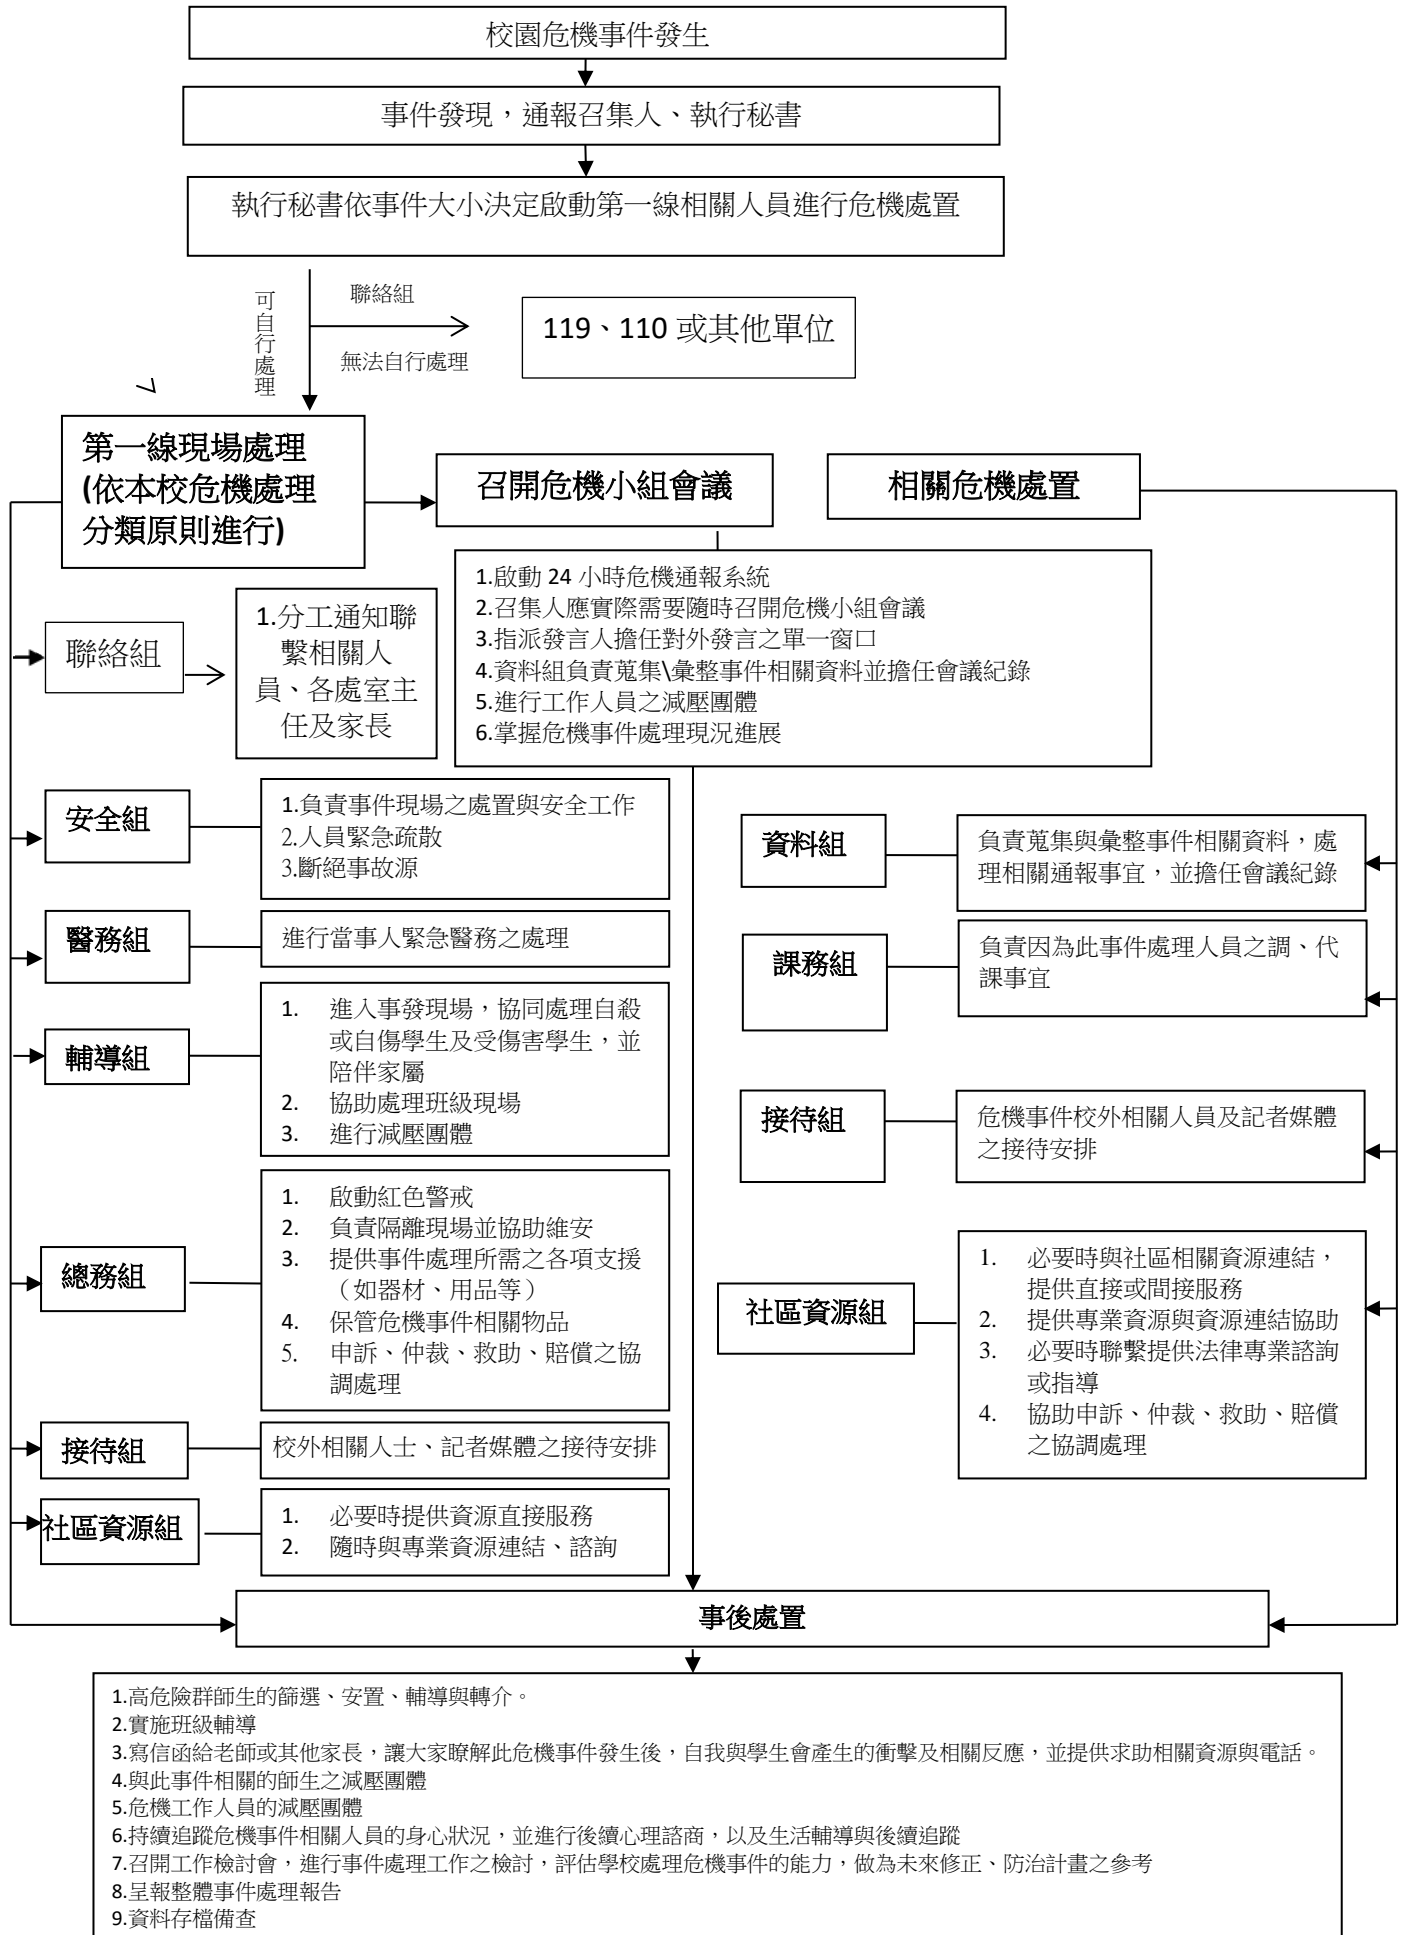 校園危機事件發生
事件發現，通報召集人、執行秘書
執行秘書依事件大小決定啟動第一線相關人員進行危機處置
可自行處理
聯絡組
無法自行處理
119、110 或其他單位
第一線現場處理
(依本校危機處理
分類原則進行)
召開危機小組會議
相關危機處置
1.啟動 24 小時危機通報系統
2.召集人應實際需要隨時召開危機小組會議
3.指派發言人擔任對外發言之單一窗口
4.資料組負責蒐集\彙整事件相關資料並擔任會議紀錄
5.進行工作人員之減壓團體
6.掌握危機事件處理現況進展
聯絡組
1.分工通知聯
繫相關人
員、各處室主
任及家長
安全組
1.負責事件現場之處置與安全工作
2.人員緊急疏散
3.斷絕事故源
醫務組
進行當事人緊急醫務之處理
輔導組
1. 進入事發現場，協同處理自殺
或自傷學生及受傷害學生，並
陪伴家屬
2. 協助處理班級現場
3. 進行減壓團體
總務組
1. 啟動紅色警戒
2. 負責隔離現場並協助維安
3. 提供事件處理所需之各項支援
（如器材、用品等）
4. 保管危機事件相關物品
5. 申訴、仲裁、救助、賠償之協
調處理
接待組
校外相關人士、記者媒體之接待安排
社區資源組
1. 必要時提供資源直接服務
2. 隨時與專業資源連結、諮詢
資料組
負責蒐集與彙整事件相關資料，處
理相關通報事宜，並擔任會議紀錄
課務組
負責因為此事件處理人員之調、代
課事宜
接待組
危機事件校外相關人員及記者媒體
之接待安排
社區資源組
1. 必要時與社區相關資源連結，
提供直接或間接服務
2. 提供專業資源與資源連結協助
3. 必要時聯繫提供法律專業諮詢
或指導
4. 協助申訴、仲裁、救助、賠償
之協調處理
事後處置
1.高危險群師生的篩選、安置、輔導與轉介。
2.實施班級輔導
3.寫信函給老師或其他家長，讓大家瞭解此危機事件發生後，自我與學生會產生的衝擊及相關反應，並提供求助相關資源與電話。
4.與此事件相關的師生之減壓團體
5.危機工作人員的減壓團體
6.持續追蹤危機事件相關人員的身心狀況，並進行後續心理諮商，以及生活輔導與後續追蹤
7.召開工作檢討會，進行事件處理工作之檢討，評估學校處理危機事件的能力，做為未來修正、防治計畫之參考
8.呈報整體事件處理報告
9.資料存檔備查